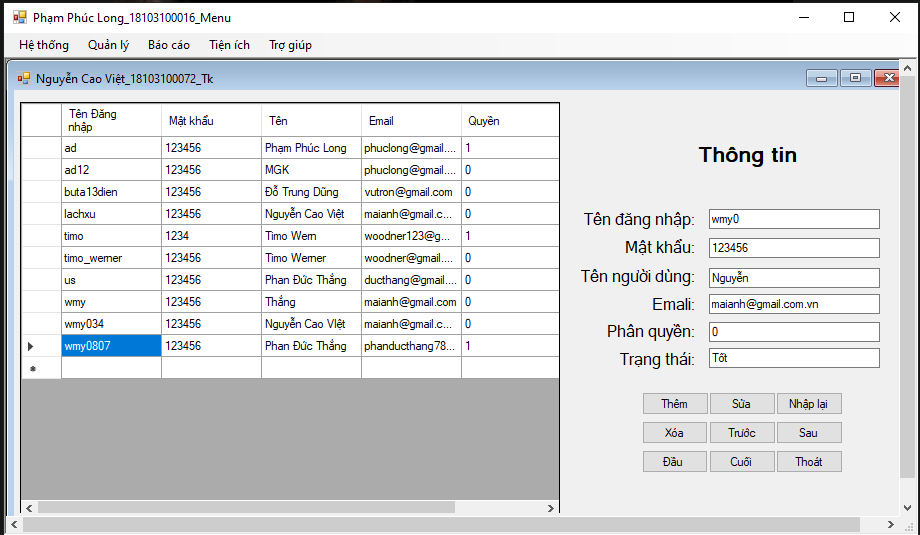 Phạm Phúc Long_18103100016_Menu
Hệ thống Quản lý Báo cáo Tiện ích Trợ giúp
Nguyễn Cao Việt_18103100072_Tk
Tên Đăng nhập Mật khẩu Tên Email Quyền
ad 123456 Phạm Phúc Long phuclong@gmail.... 1
ad12 123456 MGK phuclong@gmail.... 0
buta13dien 123456 Đỗ Trung Dũng vutron@gmail.com 0
lachxu 123456 Nguyễn Cao Việt maianh@gmail.c... 0
timo 1234 Timo Wern woodner123@g... 1
timo_werner 123456 Timo Werner woodner@gmail.... 0
us 123456 Phan Đức Thắng ducthang@gmail.... 0
wmy 123456 Thắng maianh@gmail.com 0
wmy034 123456 Nguyễn Cao VIệt maianh@gmail.c... 0
wmy0807 123456 Phan Đức Thắng phanducthang78... 1
Thông tin
Tên đăng nhập: wmy0
Mật khẩu: 123456
Tên người dùng: Nguyễn
Emali: maianh@gmail.com.vn
Phân quyền: 0
Trạng thái: Tốt
Thêm Sửa Nhập lại
Xóa Trước Sau
Đầu Cuối Thoát